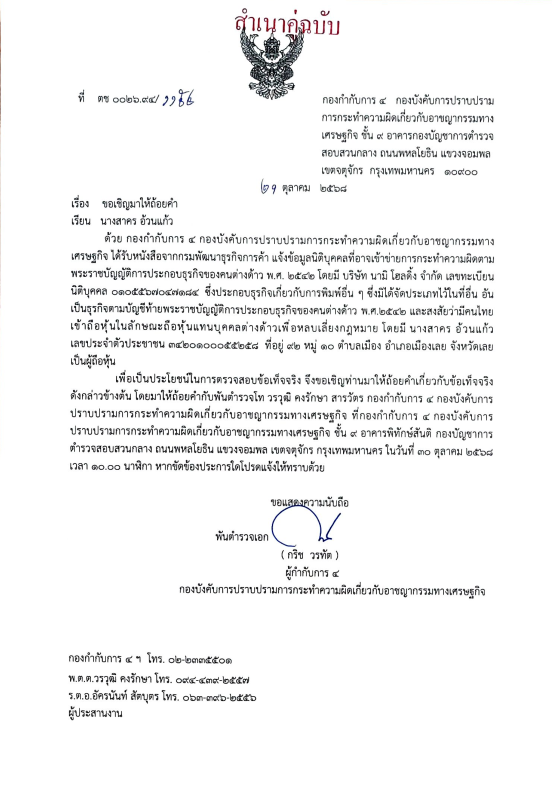 สำเนาคู่ฉบับ
ที่ ตช ๐๐๒๖.๙๔/
กองกำกับการ ๔ กองบังคับการปราบปราม
การกระทำความผิดเกี่ยวกับอาชญากรรมทาง
เศรษฐกิจ ชั้น ๙ อาคารกองบัญชาการตำรวจ
สอบสวนกลาง ถนนพหลโยธิน แขวงจอมพล
เขตจตุจักร กรุงเทพมหานคร ๑๐๙๐๐
๒๑ ตุลาคม ๒๕๖๘
เรื่อง ขอเชิญมาให้ถ้อยคำ
เรียน นางสาคร อ้วนแก้ว
ด้วย กองกำกับการ ๔ กองบังคับการปราบปรามการกระทำความผิดเกี่ยวกับอาชญากรรมทาง
เศรษฐกิจ ได้รับหนังสือจากกรมพัฒนาธุรกิจการค้า แจ้งข้อมูลนิติบุคคลที่อาจเข้าข่ายการกระทำความผิดตาม
พระราชบัญญัติการประกอบธุรกิจของคนต่างด้าว พ.ศ. ๒๕๔๒ โดยมี บริษัท นามิ โฮลดิ้ง จำกัด เลขทะเบียน
นิติบุคคล ๐๑๐๕๕๖๗๐๔๗๑๘๔ ซึ่งประกอบธุรกิจเกี่ยวกับการพิมพ์อื่น ๆ ซึ่งมิได้จัดประเภทไว้ในที่อื่น อัน
เป็นธุรกิจตามบัญชีท้ายพระราชบัญญัติการประกอบธุรกิจของคนต่างด้าว พ.ศ.๒๕๔๒ และสงสัยว่ามีคนไทย
เข้าถือหุ้นในลักษณะถือหุ้นแทนบุคคลต่างด้าวเพื่อหลบเลี่ยงกฎหมาย โดยมี นางสาคร อ้วนแก้ว
เลขประจำตัวประชาชน ๓๔๒๐๑๐๐๐๕๕๒๕๘ ที่อยู่ ๙๒ หมู่ ๑๐ ตำบลเมือง อำเภอเมืองเลย จังหวัดเลย
เป็นผู้ถือหุ้น
เพื่อเป็นประโยชน์ในการตรวจสอบข้อเท็จจริง จึงขอเชิญท่านมาให้ถ้อยคำเกี่ยวกับข้อเท็จจริง
ดังกล่าวข้างต้น โดยมาให้ถ้อยคำกับพันตำรวจโท วรวุฒิ คงรักษา สารวัตร กองกำกับการ ๔ กองบังคับการ
ปราบปรามการกระทำความผิดเกี่ยวกับอาชญากรรมทางเศรษฐกิจ ที่กองกำกับการ ๔ กองบังคับการ
ปราบปรามการกระทำความผิดเกี่ยวกับอาชญากรรมทางเศรษฐกิจ ชั้น ๙ อาคารพิทักษ์สันติ กองบัญชาการ
ตำรวจสอบสวนกลาง ถนนพหลโยธิน แขวงจอมพล เขตจตุจักร กรุงเทพมหานคร ในวันที่ ๓๐ ตุลาคม ๒๕๖๘
เวลา ๑๐.๐๐ นาฬิกา หากขัดข้องประการใดโปรดแจ้งให้ทราบด้วย
ขอแสดงความนับถือ
พันตำรวจเอก
( กริช วรทัต )
ผู้กำกับการ ๔
กองบังคับการปราบปรามการกระทำความผิดเกี่ยวกับอาชญากรรมทางเศรษฐกิจ
กองกำกับการ ๔ ฯ โทร. ๐๒-๒๓๓๕๕๐๑
พ.ต.ต.วรวุฒิ คงรักษา โทร. ๐๙๔-๔๓๙-๒๕๕๗
ร.ต.อ.อัครนันท์ สัตบุตร โทร. ๐๖๓-๓๙๖-๒๕๕๖
ผู้ประสานงาน